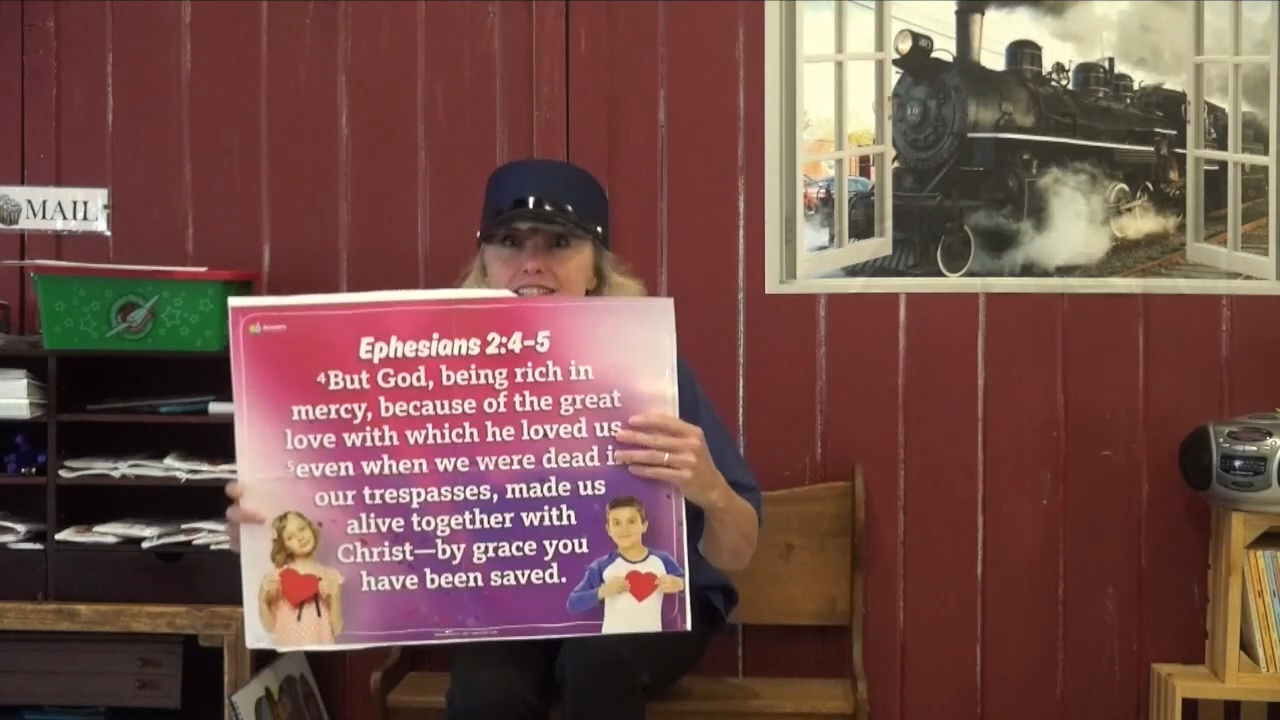 MAIL
Answers
Ephesians 2:4-5
⁴But God, being rich in
mercy, because of the great
love with which he loved us
⁵even when we were dead i
our trespasses, made us
alive together with
Christ—by grace you
have been saved.